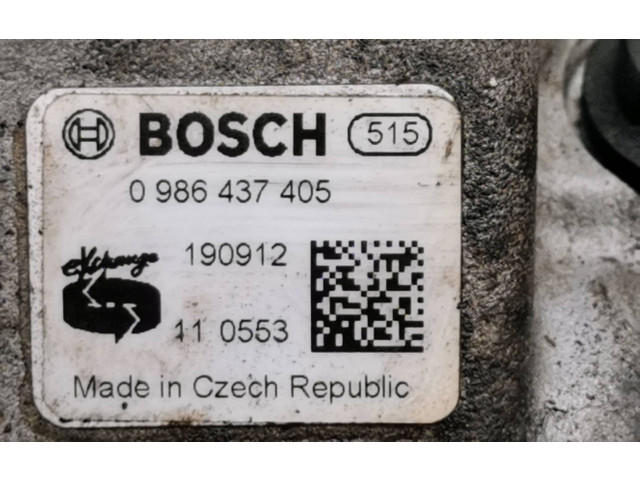 BOSCH 515
0 986 437 405
eXchange 190912
11 0553
Made in Czech Republic